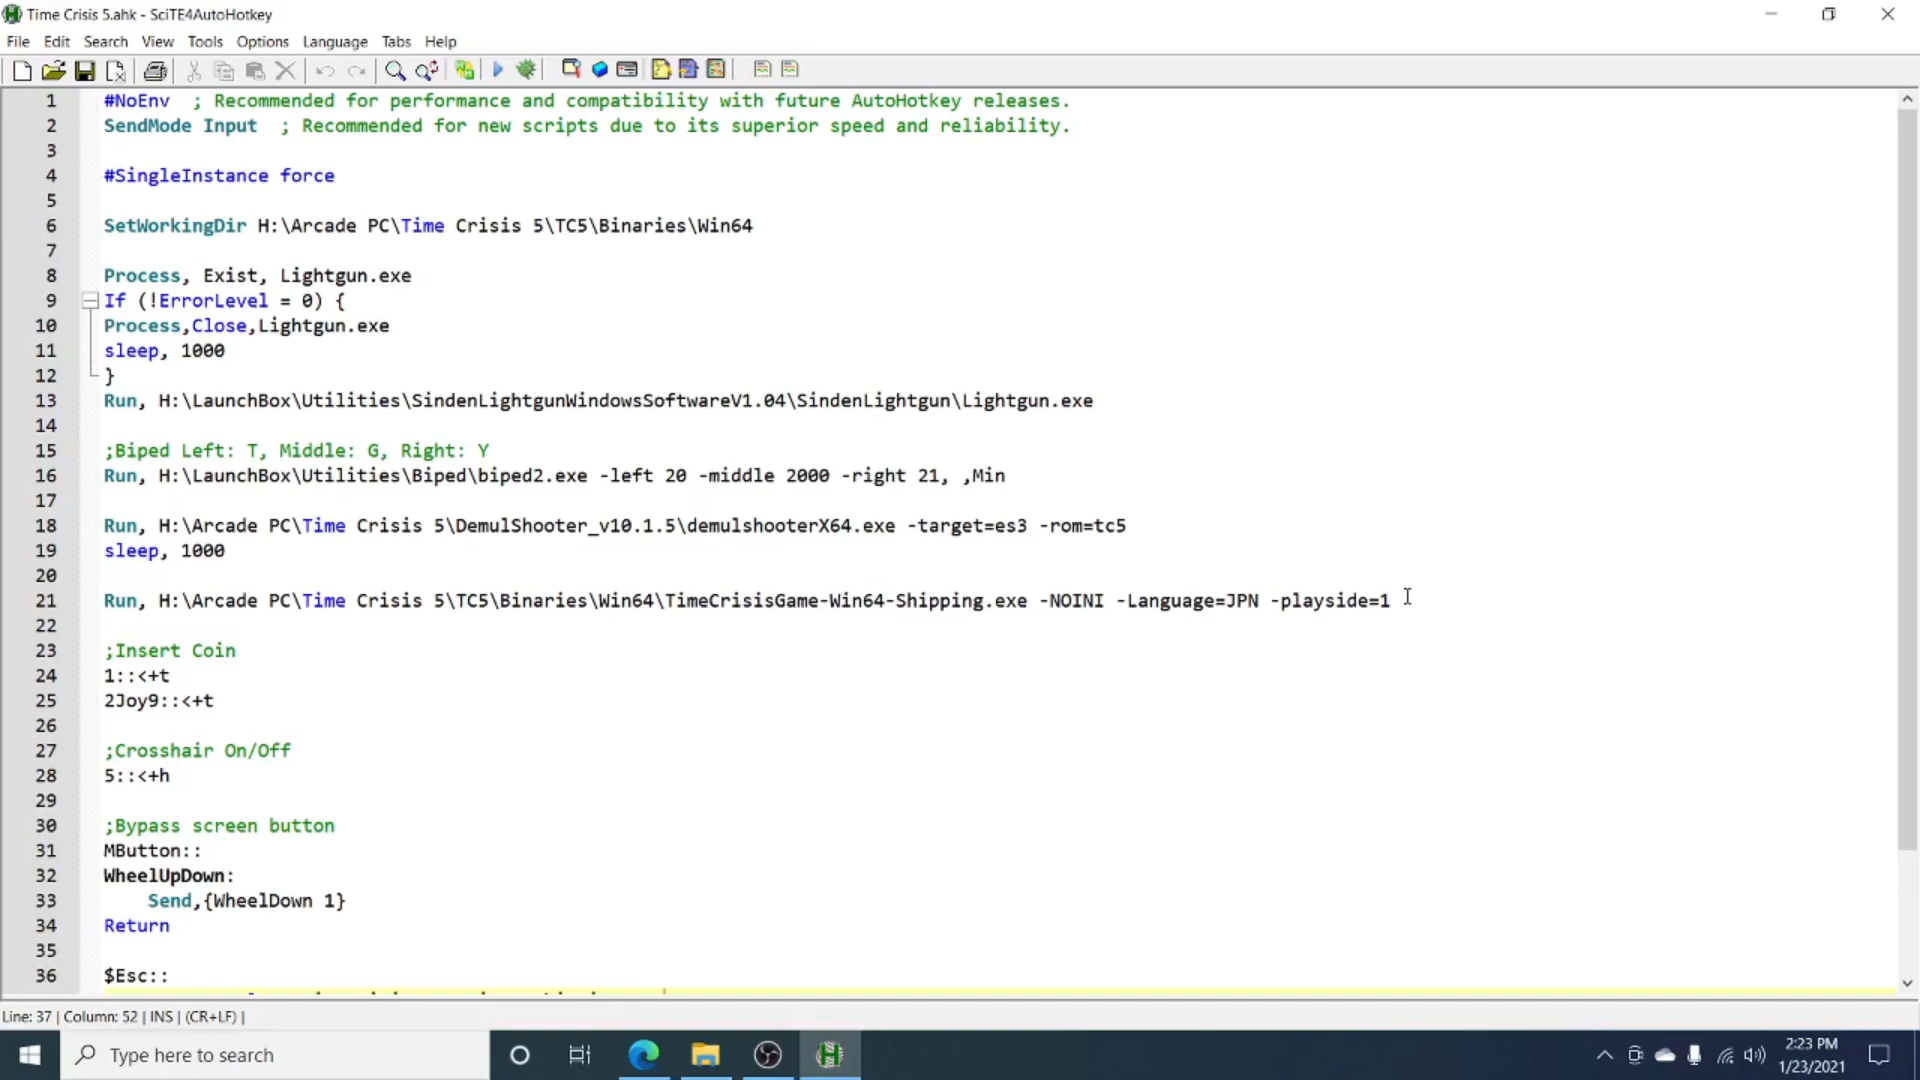 Time Crisis 5.ahk - SciTE4AutoHotkey
File Edit Search View Tools Options Language Tabs Help
1 #NoEnv  ; Recommended for performance and compatibility with future AutoHotkey releases.
2 SendMode Input  ; Recommended for new scripts due to its superior speed and reliability.
3
4 #SingleInstance force
5
6 SetWorkingDir H:\Arcade PC\Time Crisis 5\TC5\Binaries\Win64
7
8 Process, Exist, Lightgun.exe
9 If (!ErrorLevel = 0) {
10 Process,Close,Lightgun.exe
11 sleep, 1000
12 }
13 Run, H:\LaunchBox\Utilities\SindenLightgunWindowsSoftwareV1.04\SindenLightgun\Lightgun.exe
14
15 ;Biped Left: T, Middle: G, Right: Y
16 Run, H:\LaunchBox\Utilities\Biped\biped2.exe -left 20 -middle 2000 -right 21, ,Min
17
18 Run, H:\Arcade PC\Time Crisis 5\DemulShooter_v10.1.5\demulshooterX64.exe -target=es3 -rom=tc5
19 sleep, 1000
20
21 Run, H:\Arcade PC\Time Crisis 5\TC5\Binaries\Win64\TimeCrisisGame-Win64-Shipping.exe -NOINI -Language=JPN -playside=1
22
23 ;Insert Coin
24 1::<+t
25 2Joy9::<+t
26
27 ;Crosshair On/Off
28 5::<+h
29
30 ;Bypass screen button
31 MButton::
32 WheelUpDown:
33     Send,{WheelDown 1}
34 Return
35
36 $Esc::
Line: 37 | Column: 52 | INS | (CR+LF) |
Type here to search
2:23 PM
1/23/2021